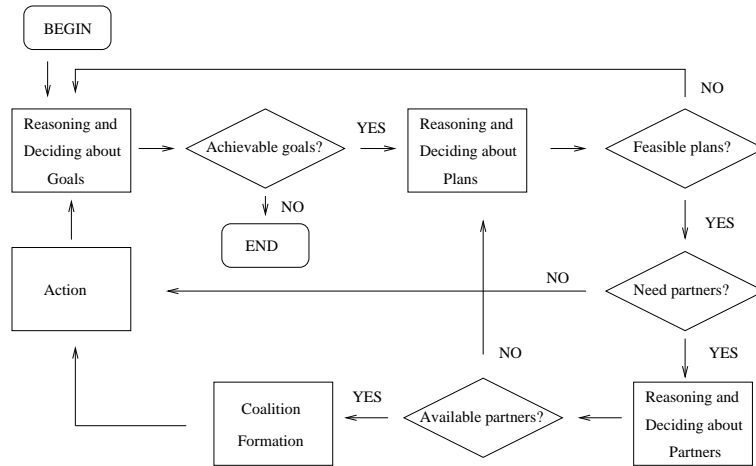 BEGIN
NO
Reasoning and
Deciding about
Goals
Achievable goals?
YES
Reasoning and
Deciding about
Plans
Feasible plans?
NO
END
YES
Action
NO
Need partners?
NO
YES
Coalition
Formation
YES
Available partners?
Reasoning and
Deciding about
Partners